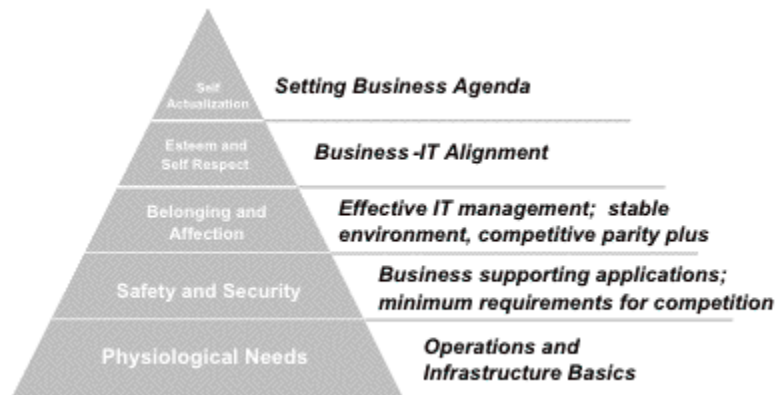 Self
Actualization
Setting Business Agenda
Esteem and
Self Respect
Business -IT Alignment
Belonging and
Affection
Effective IT management; stable
environment, competitive parity plus
Safety and Security
Business supporting applications;
minimum requirements for competition
Physiological Needs
Operations and
Infrastructure Basics